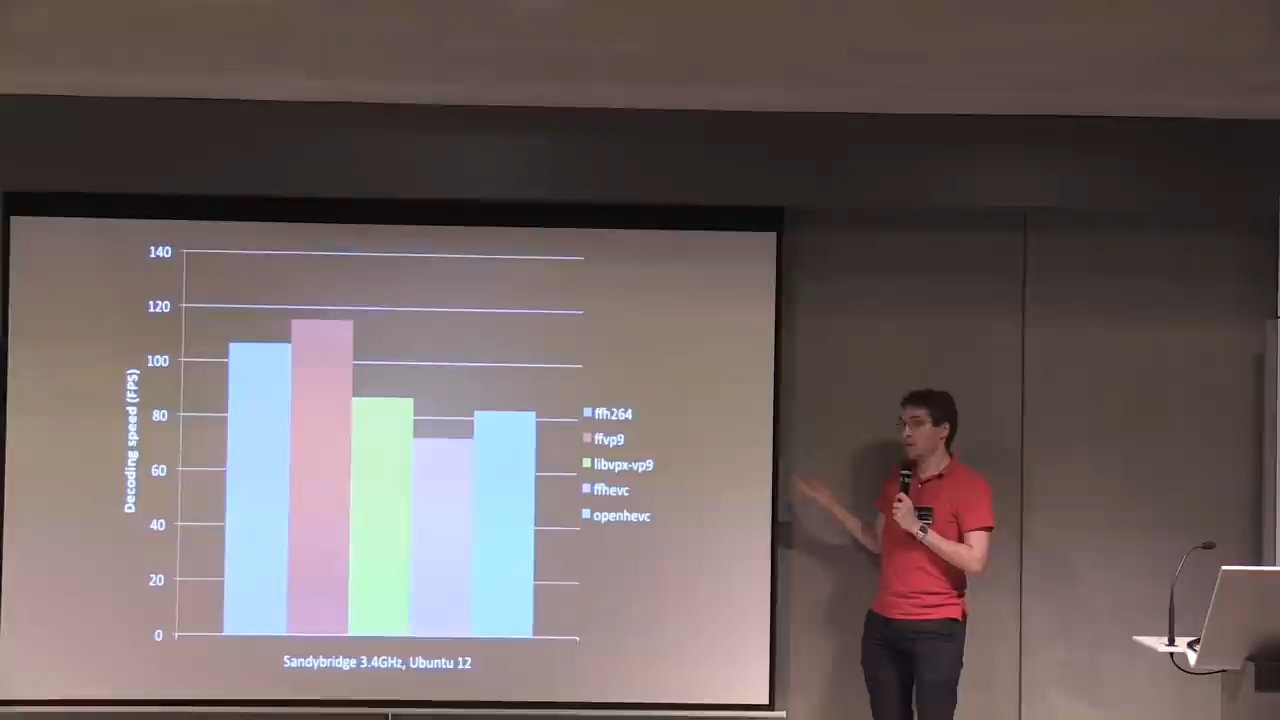 140
120
100
80
60
40
20
0
Decoding speed (FPS)
Sandybridge 3.4GHz, Ubuntu 12
ffh264
ffvp9
libvpx-vp9
ffhevc
openhevc